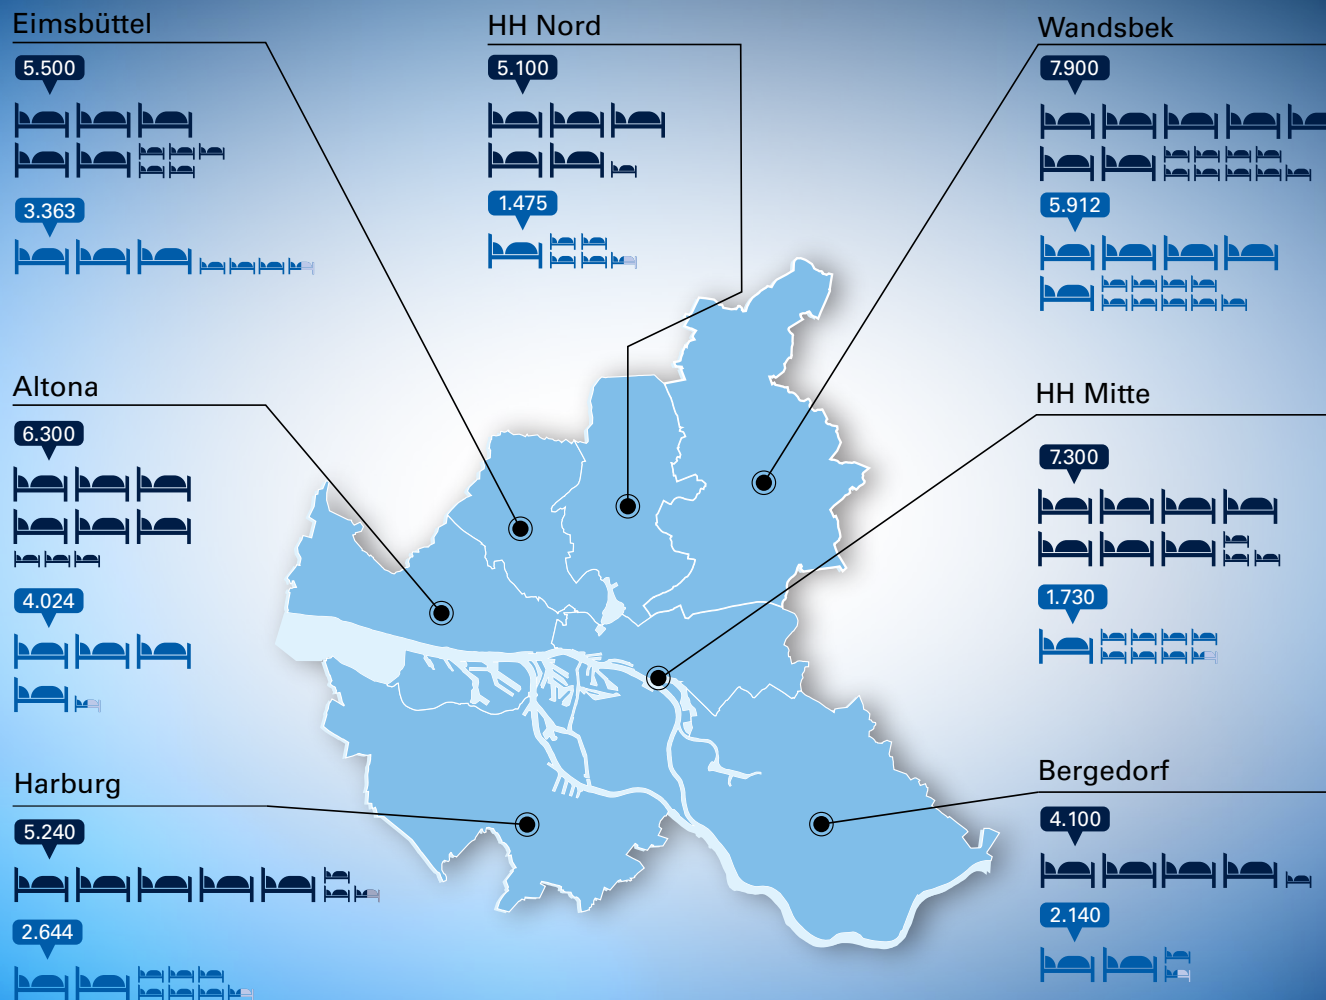 Eimsbüttel
5.500
3.363
HH Nord
5.100
1.475
Wandsbek
7.900
5.912
Altona
6.300
4.024
HH Mitte
7.300
1.730
Harburg
5.240
2.644
Bergedorf
4.100
2.140